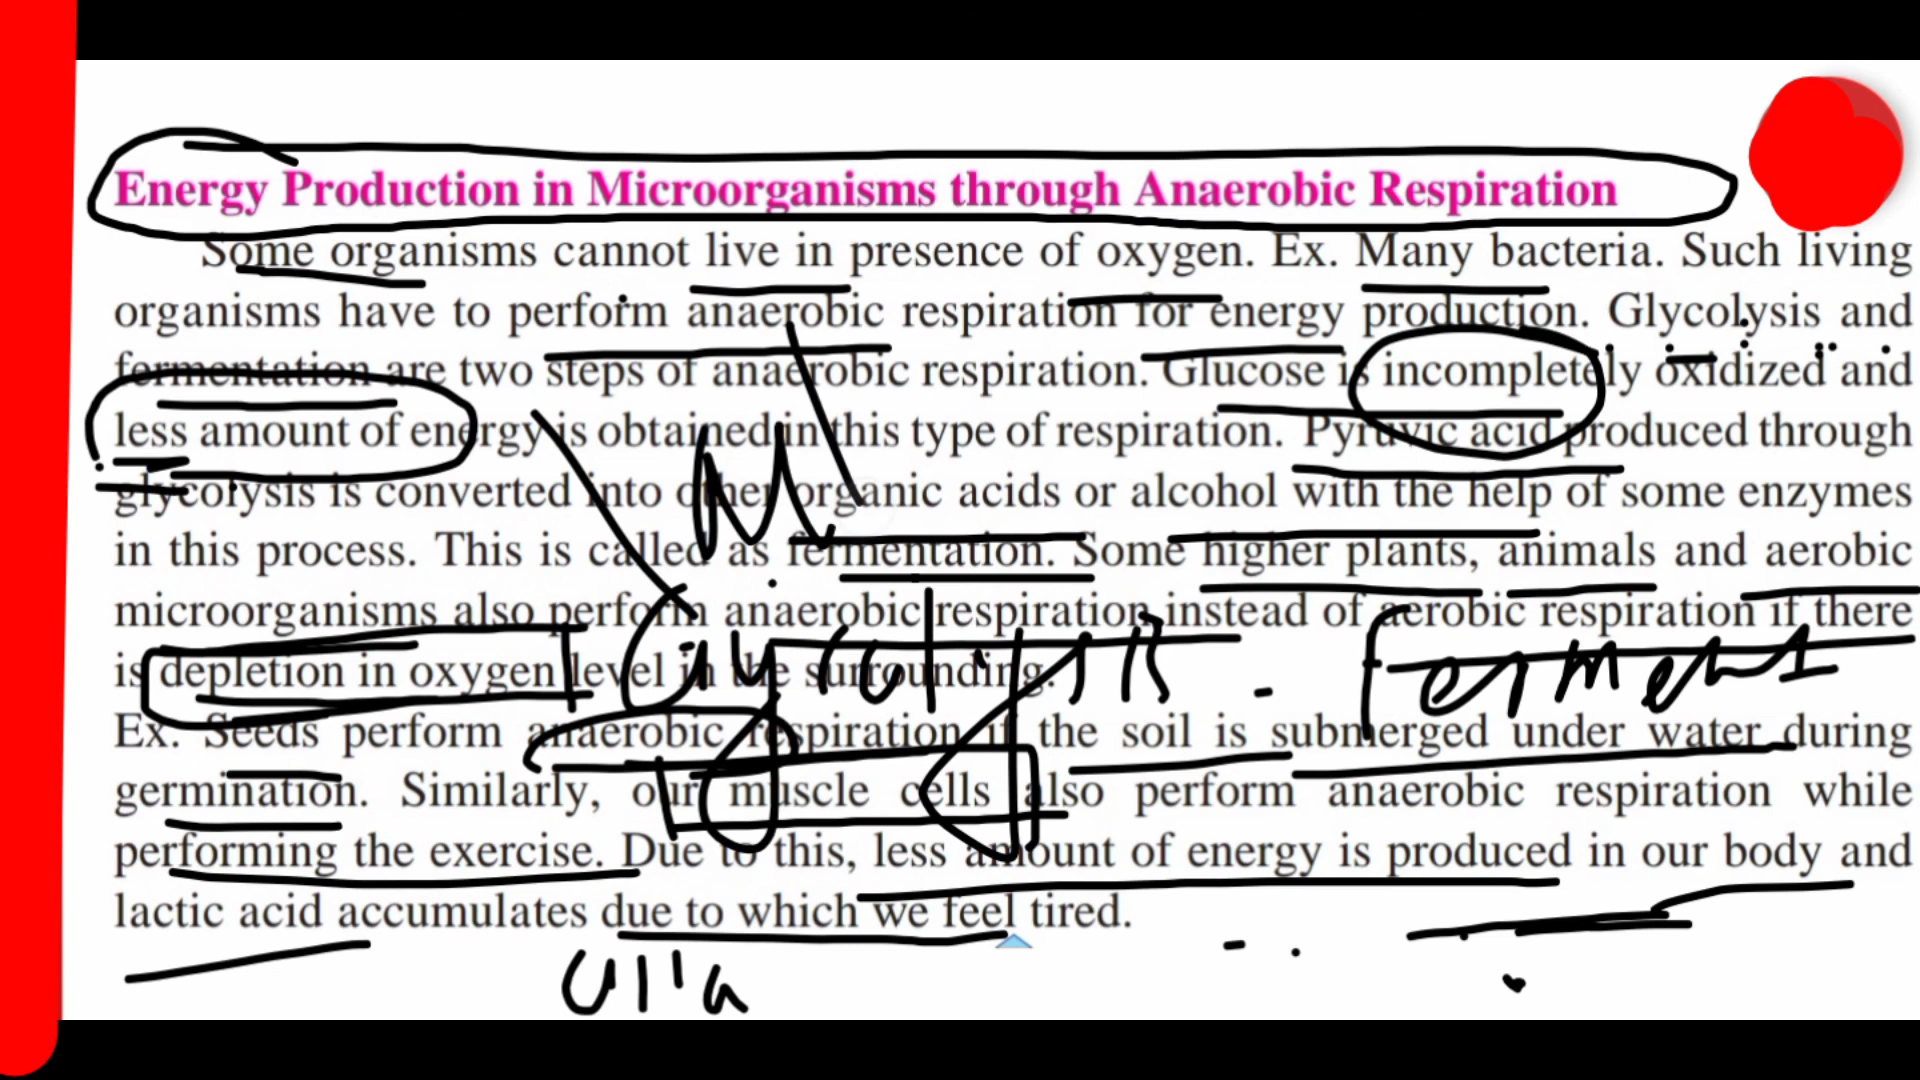 Energy Production in Microorganisms through Anaerobic Respiration
Some organisms cannot live in presence of oxygen. Ex. Many bacteria. Such living
organisms have to perform anaerobic respiration for energy production. Glycolysis and
fermentation are two steps of anaerobic respiration. Glucose is incompletely oxidized and
less amount of energy is obtained in this type of respiration. Pyruvic acid produced through
glycolysis is converted into other organic acids or alcohol with the help of some enzymes
in this process. This is called as fermentation. Some higher plants, animals and aerobic
microorganisms also perform anaerobic respiration instead of aerobic respiration if there
is depletion in oxygen level in the surrounding.
Ex. Seeds perform anaerobic respiration if the soil is submerged under water during
germination. Similarly, our muscle cells also perform anaerobic respiration while
performing the exercise. Due to this, less amount of energy is produced in our body and
lactic acid accumulates due to which we feel tired.